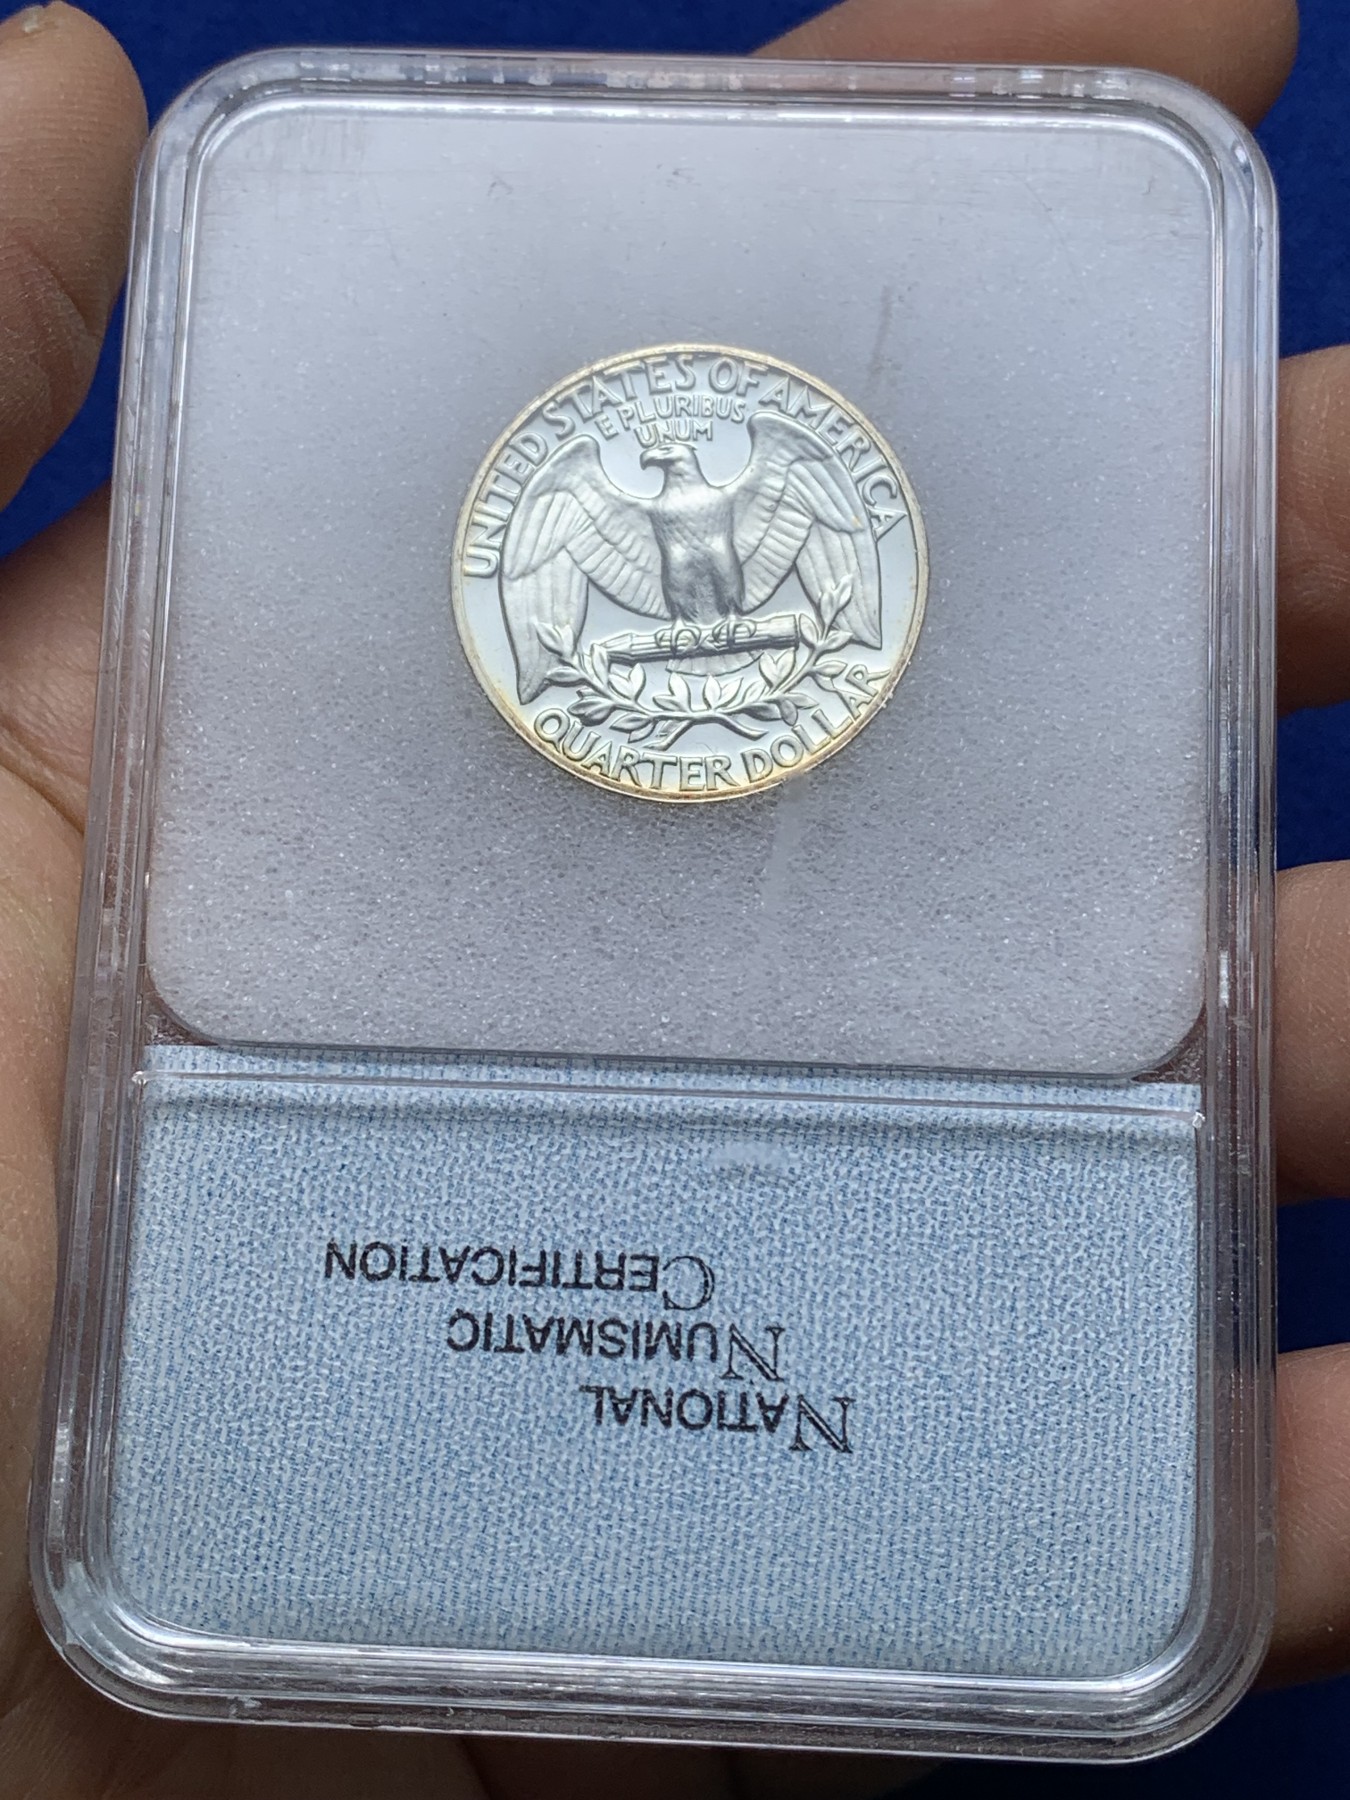 UNITED STATES OF AMERICA
E PLURIBUS
UNUM
QUARTER DOLLAR
NATIONAL
NUMISMATIC
CERTIFICATION